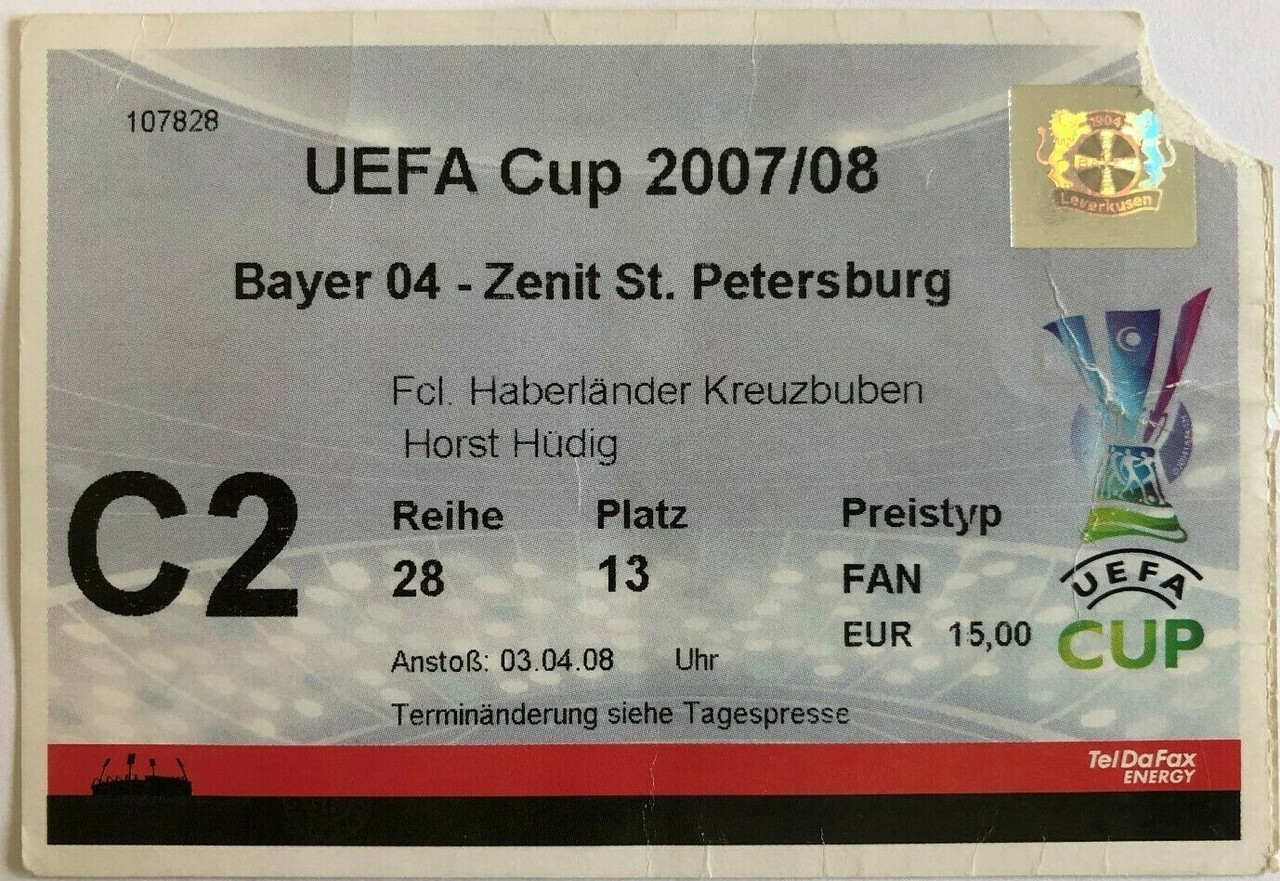 107828
UEFA Cup 2007/08
1904
Leverkusen
Bayer 04 - Zenit St. Petersburg
Fcl. Haberländer Kreuzbuben
Horst Hüdig
C2
Reihe Platz Preistyp
28 13 FAN
EUR 15,00
Anstoß: 03.04.08 Uhr
Terminänderung siehe Tagespresse
UEFA
CUP
TelDaFax
ENERGY